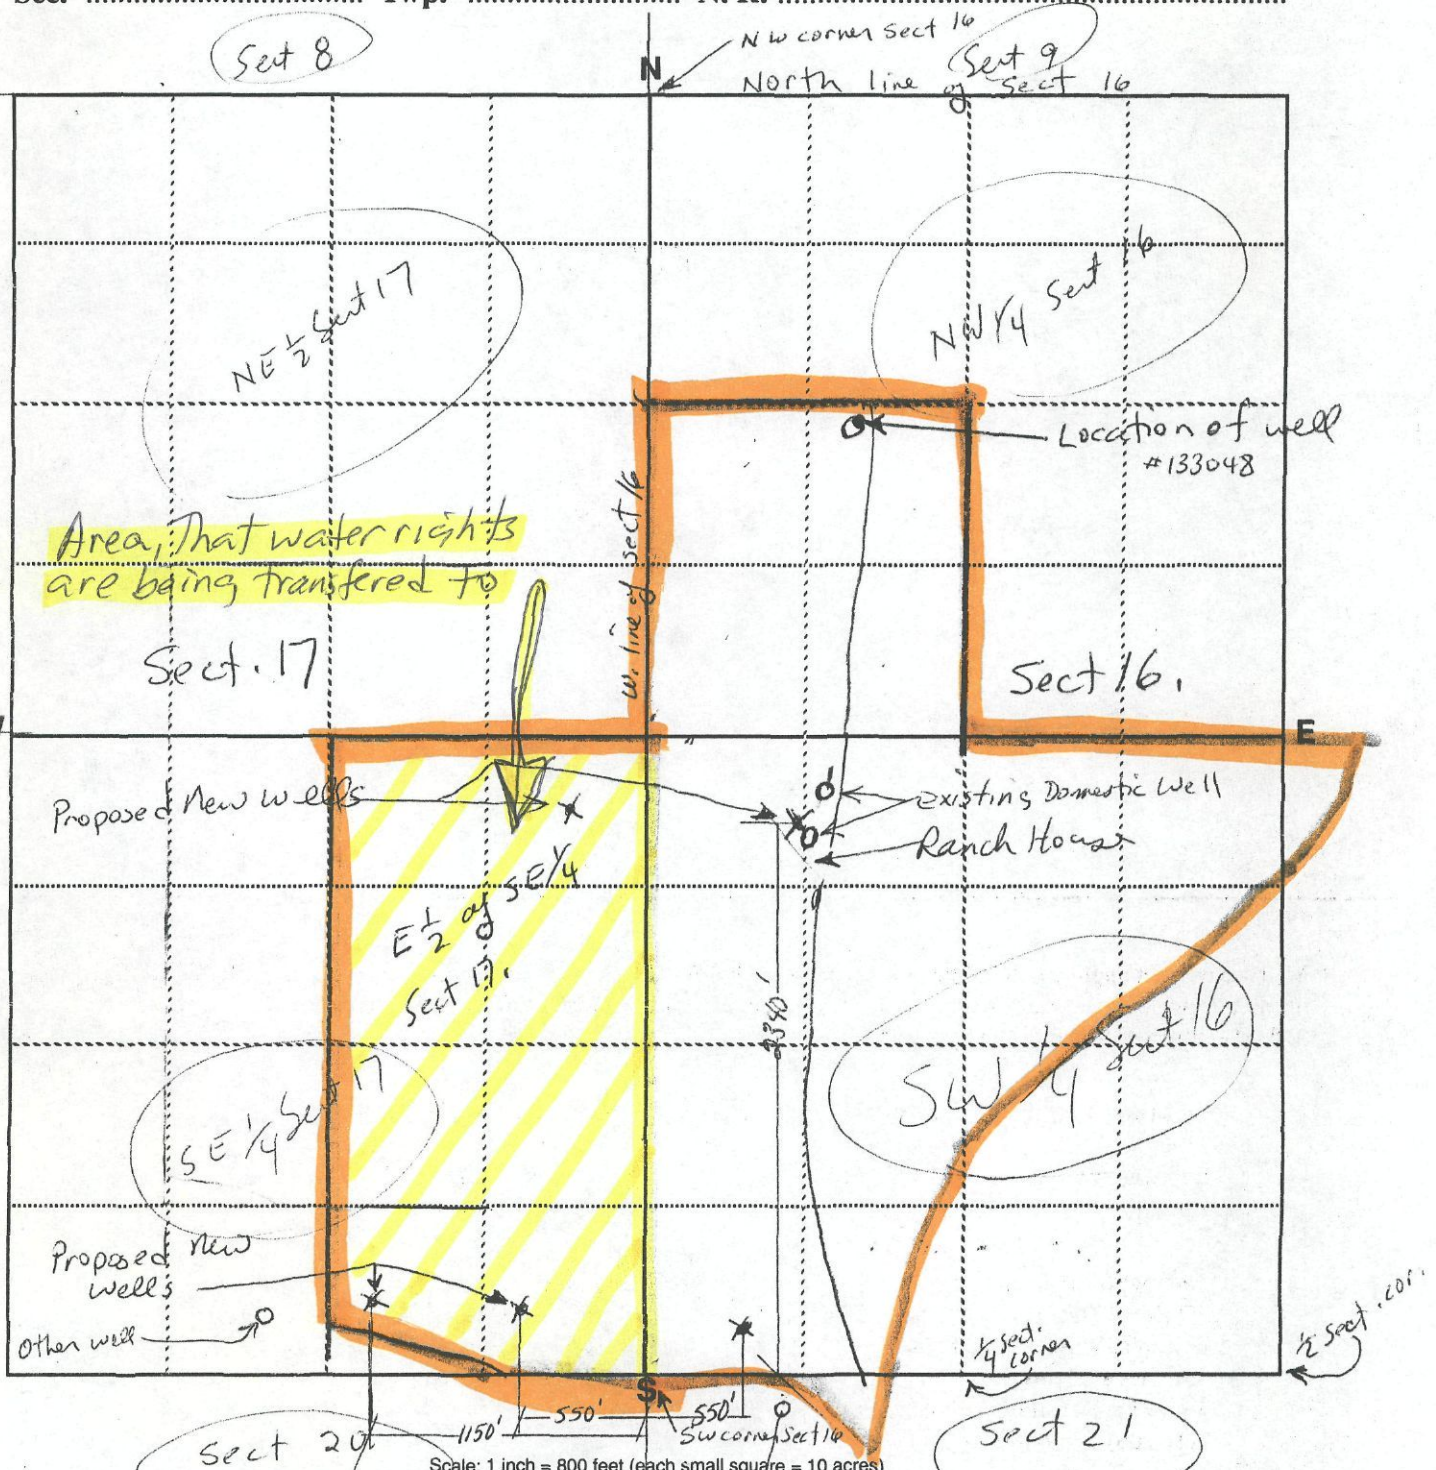 Sec. Twp. N. R.
Sect 8
NW corner Sect 16
Sect 9
N
North line of Sect 16
NE 1/2 Sect 17
NW 1/4 Sect 16
Location of well
#133048
Area, That water rights
are being transfered to
W. line of sect 16
Sect. 17
Sect 16.
E
Proposed New Wells
Existing Domestic Well
Ranch House
E 1/2 of SE 1/4
Sect 17.
2340'
SW 1/4 Sect. 16
SE 1/4 Sect 17
Proposed New
wells
Other well
1/4 sect. corner
1/2 sect. cor.
S
1150'
550'
550'
SW corner Sect 16
Sect 20
Sect 21
Scale: 1 inch = 800 feet (each small square = 10 acres)